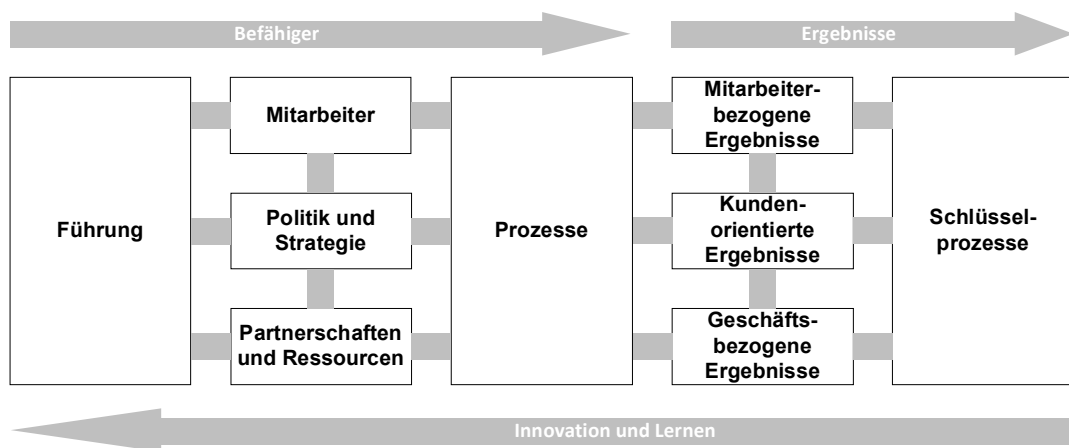 Befähiger
Ergebnisse
Führung
Mitarbeiter
Politik und
Strategie
Partnerschaften
und Ressourcen
Prozesse
Mitarbeiter-
bezogene
Ergebnisse
Kunden-
orientierte
Ergebnisse
Geschäfts-
bezogene
Ergebnisse
Schlüssel-
prozesse
Innovation und Lernen